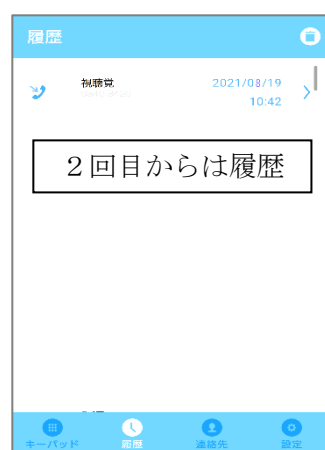 履歴
視聴覚
2021/08/19
10:42
２回目からは履歴
キーパッド
履歴
連絡先
設定